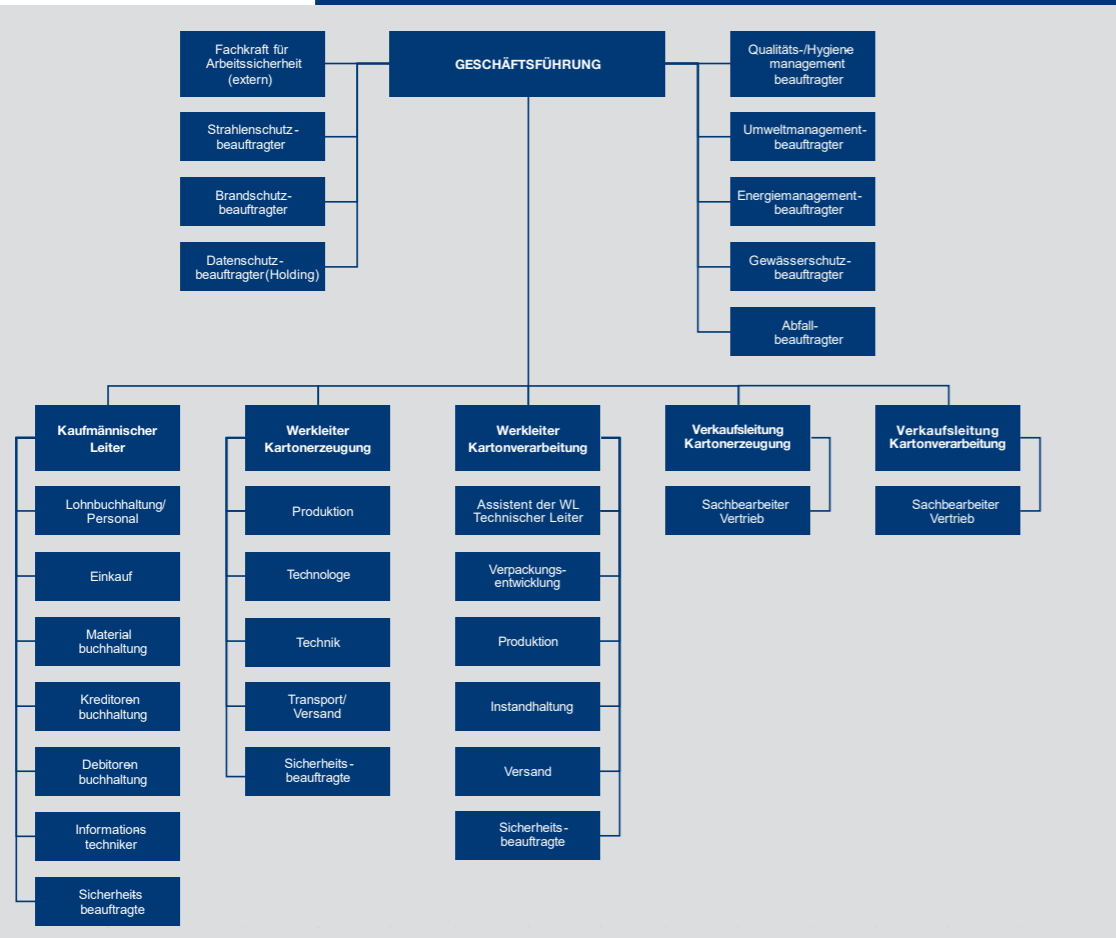 Fachkraft für
Arbeitssicherheit
(extern)
GESCHÄFTSFÜHRUNG
Qualitäts-/Hygiene-
management
beauftragter
Strahlenschutz-
beauftragter
Umweltmanagement-
beauftragter
Brandschutz-
beauftragter
Energiemanagement-
beauftragter
Datenschutz-
beauftragter(Holding)
Gewässerschutz-
beauftragter
Abfall-
beauftragter
Kaufmännischer
Leiter
Lohnbuchhaltung/
Personal
Einkauf
Material
buchhaltung
Kreditoren-
buchhaltung
Debitoren-
buchhaltung
Informations-
techniker
Sicherheits-
beauftragte
Werkleiter
Kartonerzeugung
Produktion
Technologe
Technik
Transport/
Versand
Sicherheits-
beauftragte
Werkleiter
Kartonverarbeitung
Assistent der WL
Technischer Leiter
Verpackungs-
entwicklung
Produktion
Instandhaltung
Versand
Sicherheits-
beauftragte
Verkaufsleitung
Kartonerzeugung
Sachbearbeiter
Vertrieb
Verkaufsleitung
Kartonverarbeitung
Sachbearbeiter
Vertrieb